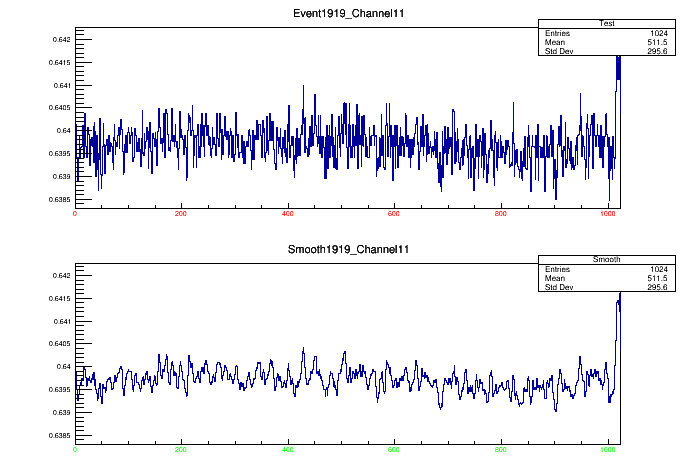 Event1919_Channel11
Test
Entries 1024
Mean 511.5
Std Dev 295.6
0.642
0.6415
0.641
0.6405
0.64
0.6395
0.639
0.6385
0 200 400 600 800 1000
Smooth1919_Channel11
Smooth
Entries 1024
Mean 511.5
Std Dev 295.6
0.642
0.6415
0.641
0.6405
0.64
0.6395
0.639
0.6385
0 200 400 600 800 1000